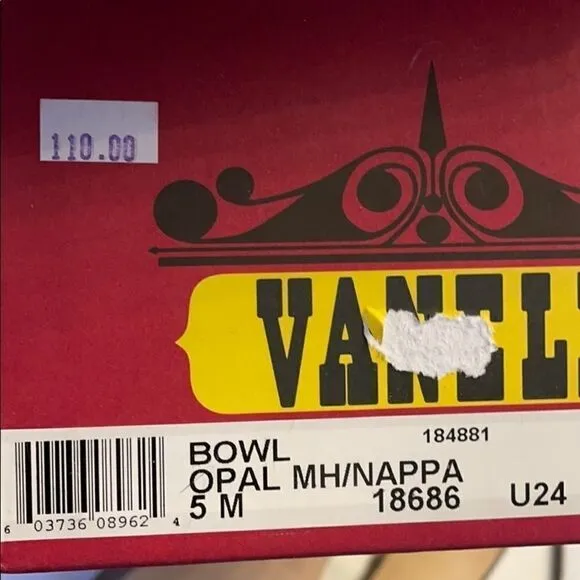 110.00
VANEL
BOWL 184881
OPAL MH/NAPPA
5 M 18686 U24
6 03736 08962 4